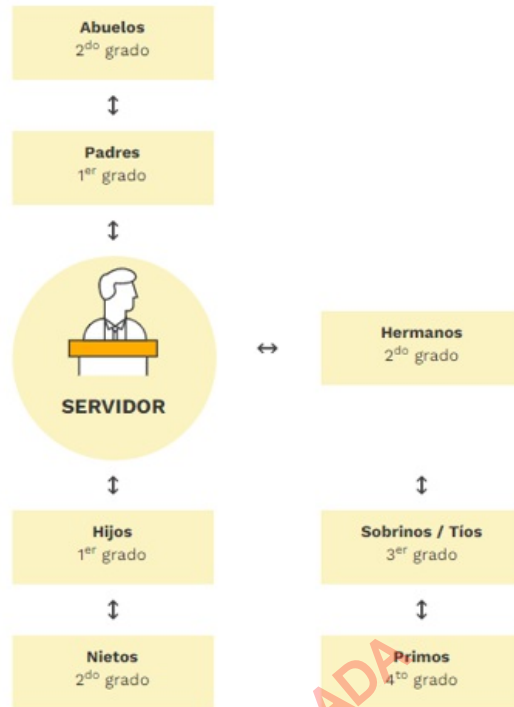 Abuelos
2do grado
Padres
1er grado
SERVIDOR
Hermanos
2do grado
Hijos
1er grado
Sobrinos / Tíos
3er grado
Nietos
2do grado
Primos
4to grado
ADA